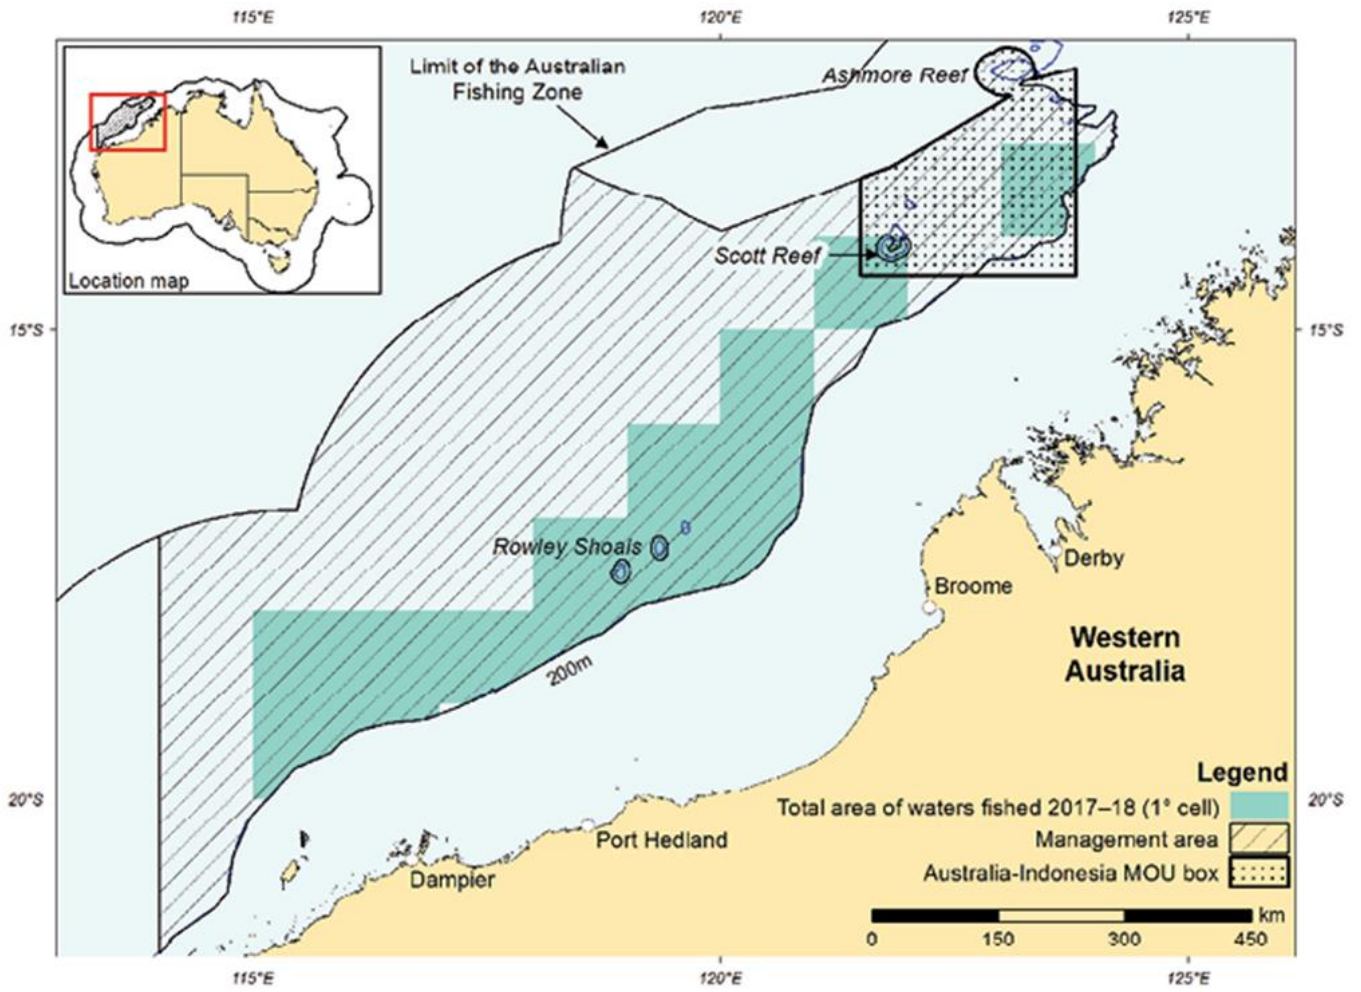 115°E
120°E
125°E
Limit of the Australian
Fishing Zone
Ashmore Reef
Location map
Scott Reef
15°S
15°S
Rowley Shoals
Derby
Broome
Western
Australia
200m
Legend
20°S
20°S
Total area of waters fished 2017–18 (1° cell)
Port Hedland
Management area
Dampier
Australia-Indonesia MOU box
km
0
150
300
450
115°E
120°E
125°E